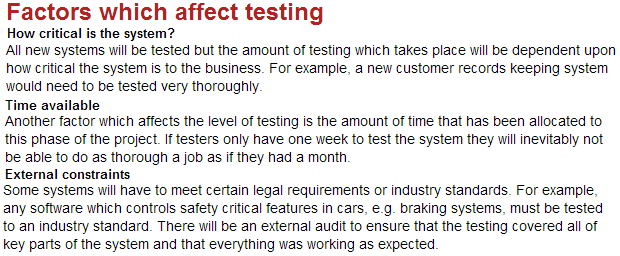 Factors which affect testing
How critical is the system?
All new systems will be tested but the amount of testing which takes place will be dependent upon
how critical the system is to the business. For example, a new customer records keeping system
would need to be tested very thoroughly.
Time available
Another factor which affects the level of testing is the amount of time that has been allocated to
this phase of the project. If testers only have one week to test the system they will inevitably not
be able to do as thorough a job as if they had a month.
External constraints
Some systems will have to meet certain legal requirements or industry standards. For example,
any software which controls safety critical features in cars, e.g. braking systems, must be tested
to an industry standard. There will be an external audit to ensure that the testing covered all of
key parts of the system and that everything was working as expected.